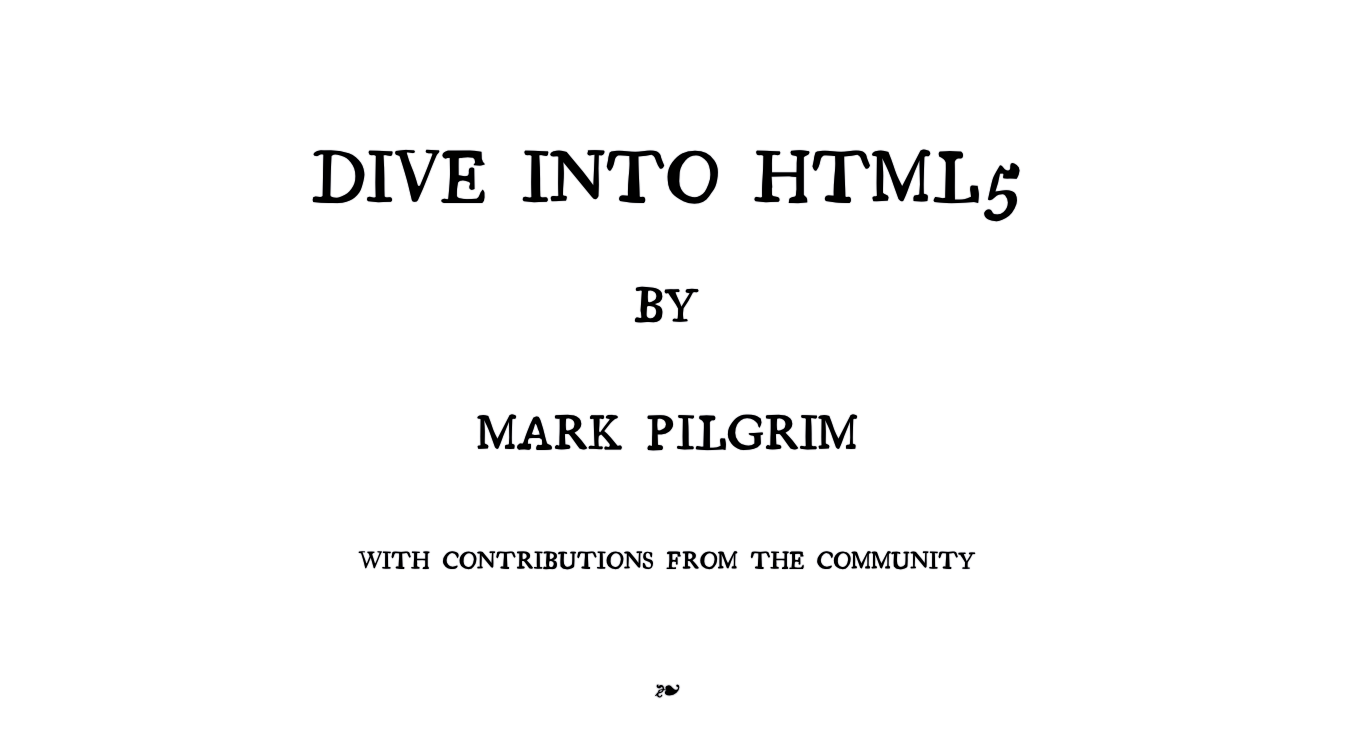 DIVE INTO HTML5
BY
MARK PILGRIM
WITH CONTRIBUTIONS FROM THE COMMUNITY
❧